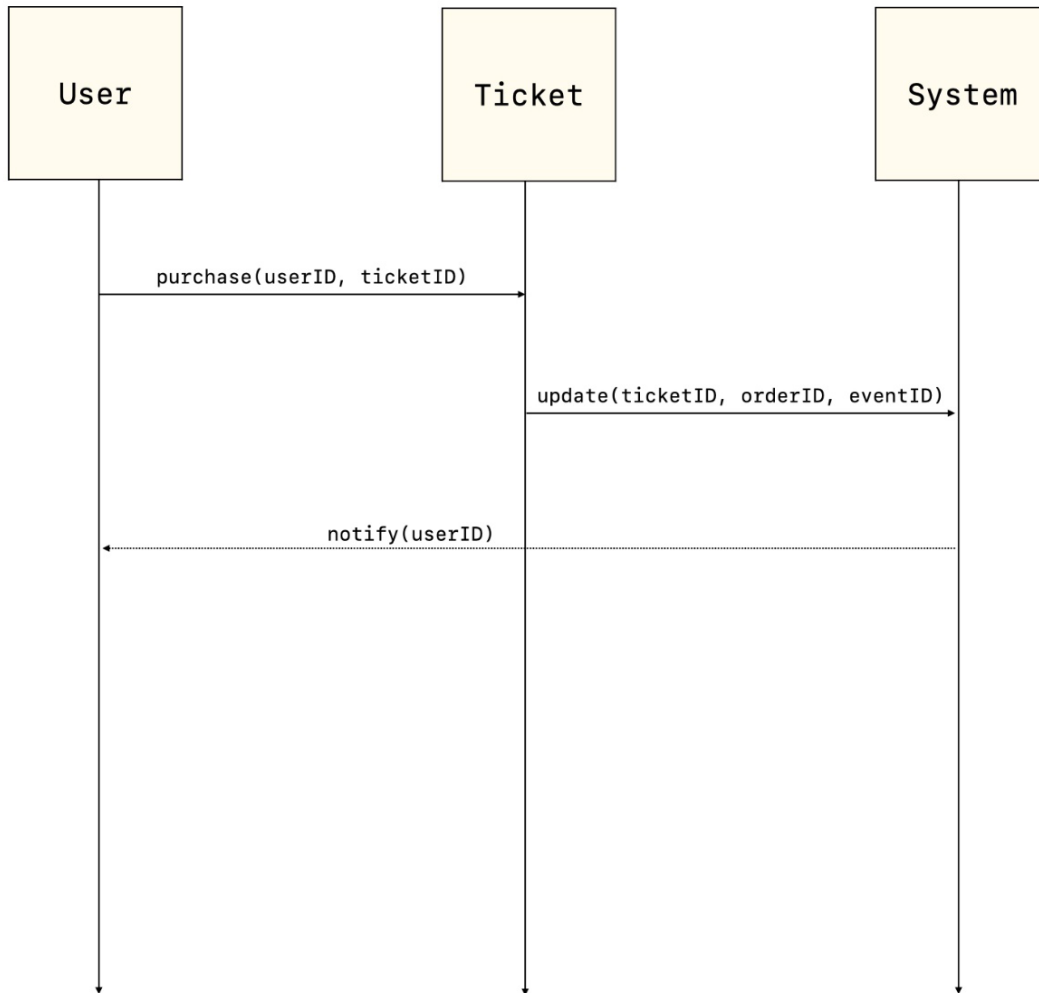 User
Ticket
System
purchase(userID, ticketID)
update(ticketID, orderID, eventID)
notify(userID)